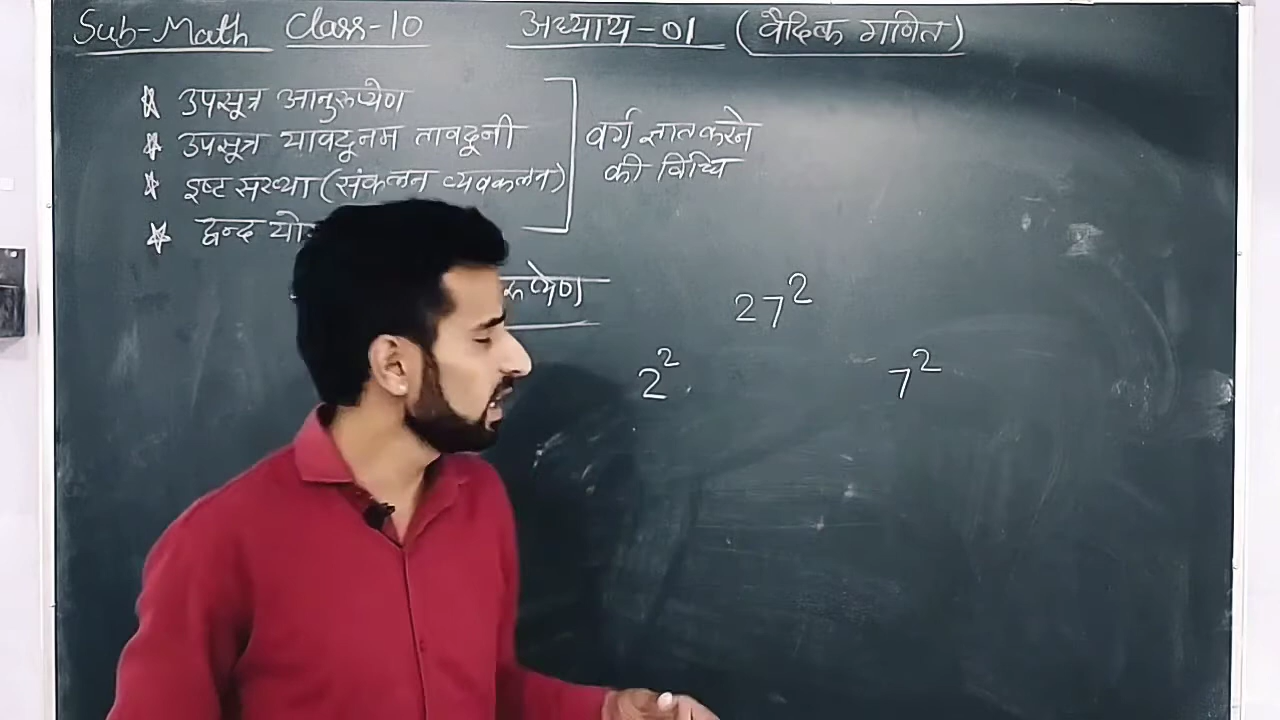 Sub-Math Class-10 अध्याय-01 (वैदिक गणित)
उपसूत्र आनुरूप्येण
उपसूत्र यावदूनम तावदूनी
इष्ट संख्या (संकलन व्यवकलन)
द्वन्द
वर्ग ज्ञात करने
की विधि
27²
2² 7²